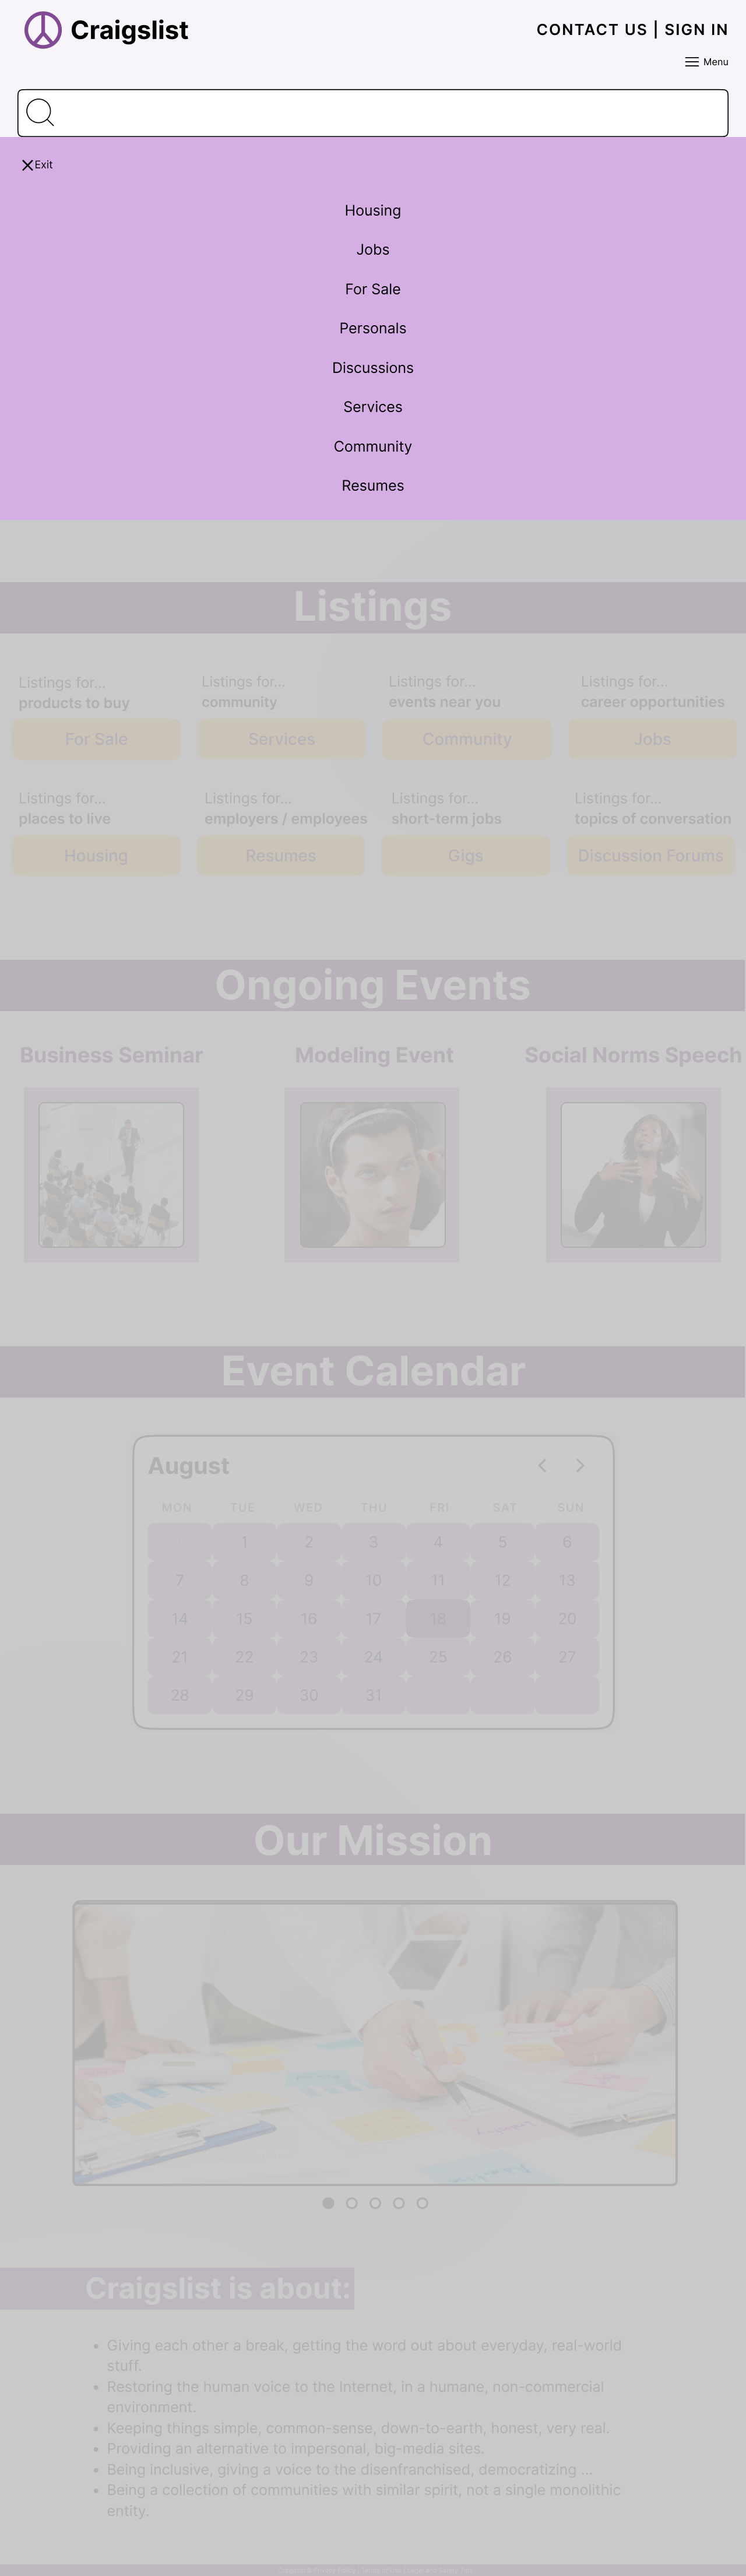 Craigslist
CONTACT US | SIGN IN
Menu
Exit
Housing
Jobs
For Sale
Personals
Discussions
Services
Community
Resumes
Listings
Listings for...
products to buy
Listings for...
community
Listings for...
events near you
Listings for...
career opportunities
For Sale
Services
Community
Jobs
Listings for...
places to live
Listings for...
employers / employees
Listings for...
short-term jobs
Listings for...
topics of conversation
Housing
Resumes
Gigs
Discussion Forums
Ongoing Events
Business Seminar
Modeling Event
Social Norms Speech
Event Calendar
August
MON TUE WED THU FRI SAT SUN
1 2 3 4 5 6
7 8 9 10 11 12 13
14 15 16 17 18 19 20
21 22 23 24 25 26 27
28 29 30 31
Our Mission
Craigslist is about:
• Giving each other a break, getting the word out about everyday, real-world
stuff.
• Restoring the human voice to the Internet, in a humane, non-commercial
environment.
• Keeping things simple, common-sense, down-to-earth, honest, very real.
• Providing an alternative to impersonal, big-media sites.
• Being inclusive, giving a voice to the disenfranchised, democratizing ...
• Being a collection of communities with similar spirit, not a single monolithic
entity.